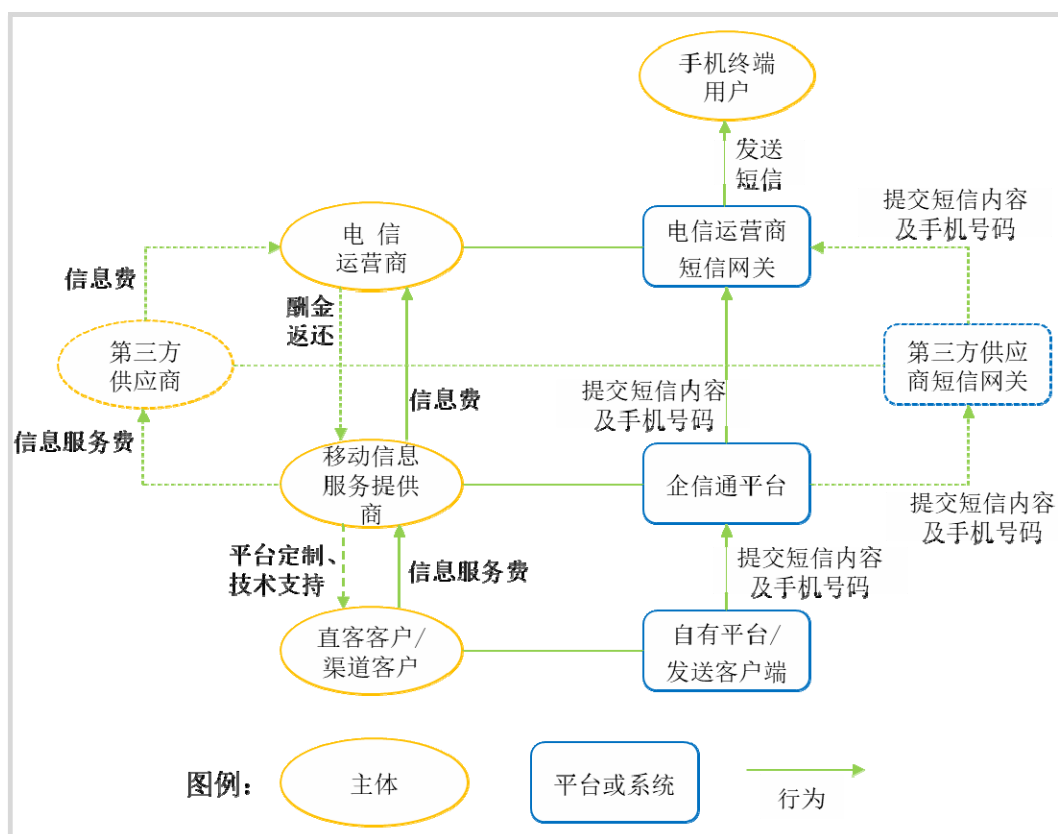 手机终端
用户
发送
短信
提交短信内容
及手机号码
电 信
运营商
电信运营商
短信网关
信息费
酬金
返还
第三方
供应商
第三方供应
商短信网关
信息费
提交短信内容
及手机号码
信息服务费
移动信息
服务提供
商
企信通平台
提交短信内容
及手机号码
平台定制、
技术支持
信息服务费
提交短信内容
及手机号码
直客客户/
渠道客户
自有平台/
发送客户端
图例：
主体
平台或系统
行为